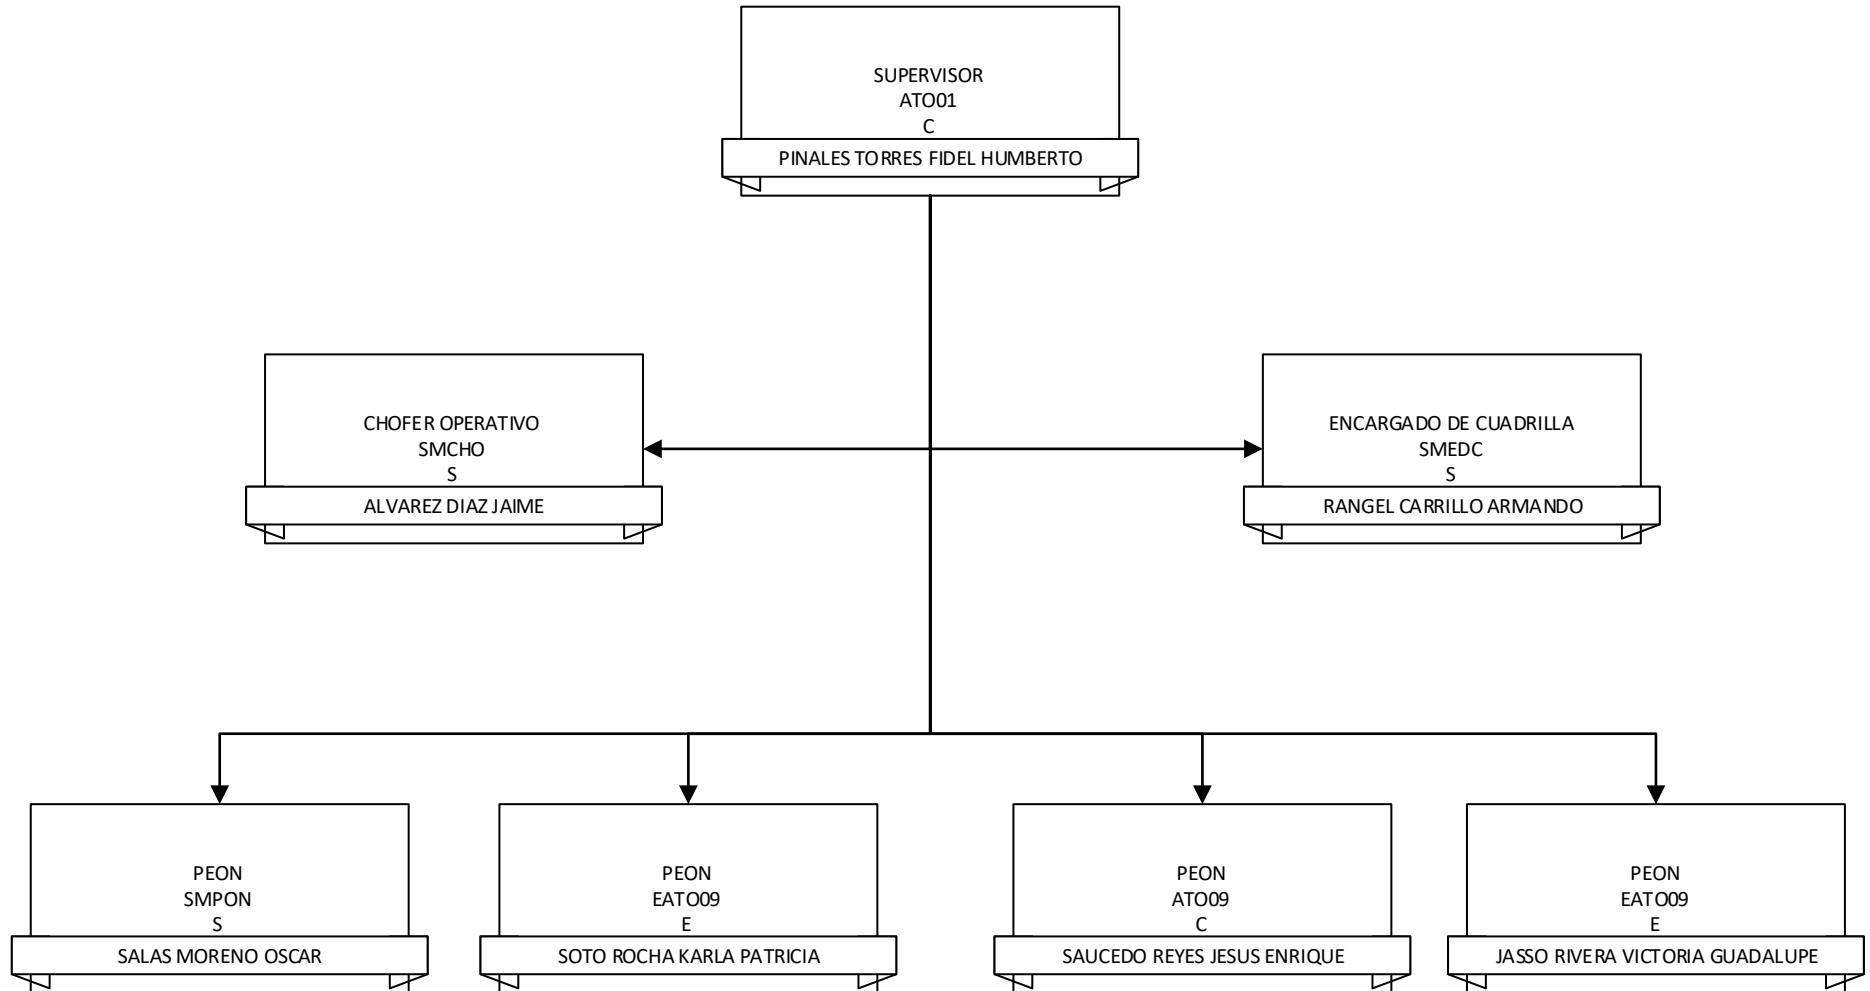 SUPERVISOR
ATO01
C
PINALES TORRES FIDEL HUMBERTO
CHOFER OPERATIVO
SMCHO
S
ALVAREZ DIAZ JAIME
ENCARGADO DE CUADRILLA
SMEDC
S
RANGEL CARRILLO ARMANDO
PEON
SMPON
S
SALAS MORENO OSCAR
PEON
EATO09
E
SOTO ROCHA KARLA PATRICIA
PEON
ATO09
C
SAUCEDO REYES JESUS ENRIQUE
PEON
EATO09
E
JASSO RIVERA VICTORIA GUADALUPE